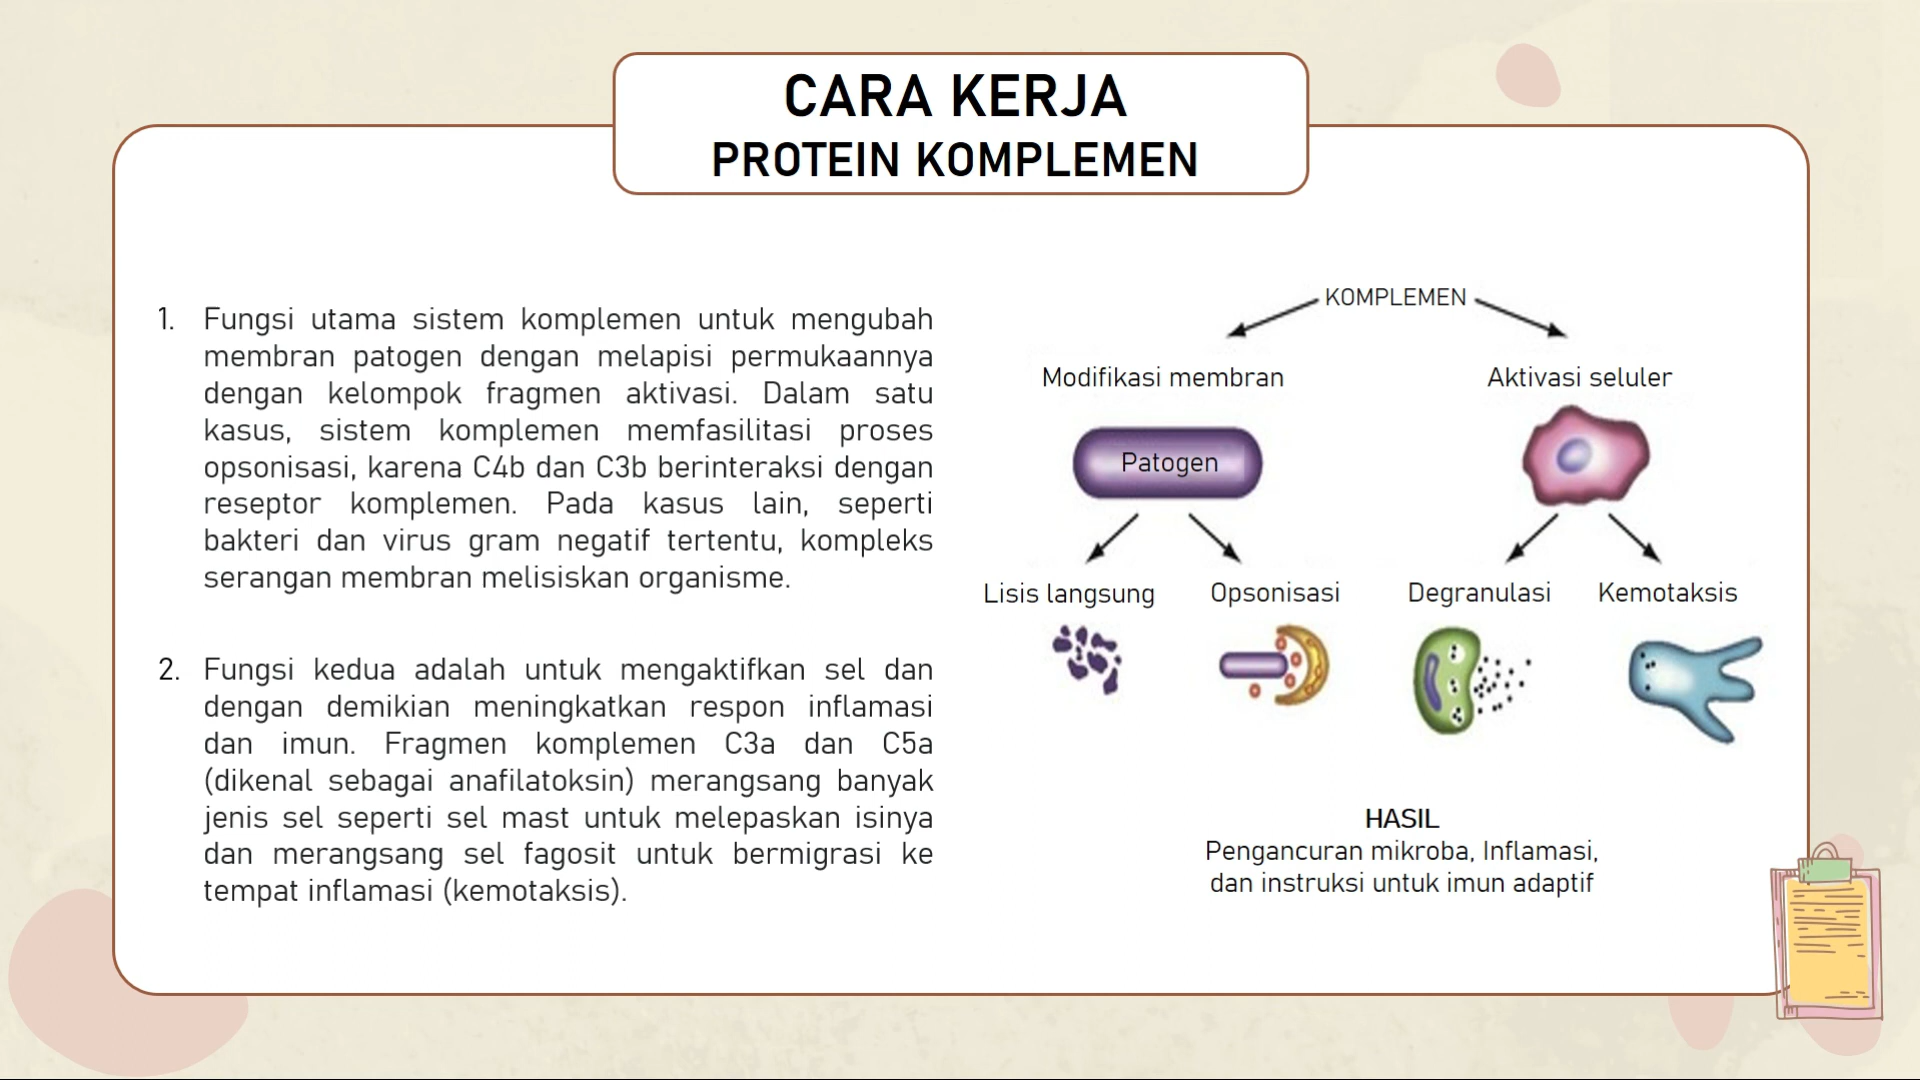 CARA KERJA
PROTEIN KOMPLEMEN
1. Fungsi utama sistem komplemen untuk mengubah
membran patogen dengan melapisi permukaannya
dengan kelompok fragmen aktivasi. Dalam satu
kasus, sistem komplemen memfasilitasi proses
opsonisasi, karena C4b dan C3b berinteraksi dengan
reseptor komplemen. Pada kasus lain, seperti
bakteri dan virus gram negatif tertentu, kompleks
serangan membran melisiskan organisme.
2. Fungsi kedua adalah untuk mengaktifkan sel dan
dengan demikian meningkatkan respon inflamasi
dan imun. Fragmen komplemen C3a dan C5a
(dikenal sebagai anafilatoksin) merangsang banyak
jenis sel seperti sel mast untuk melepaskan isinya
dan merangsang sel fagosit untuk bermigrasi ke
tempat inflamasi (kemotaksis).
KOMPLEMEN
Modifikasi membran
Aktivasi seluler
Patogen
Lisis langsung
Opsonisasi
Degranulasi
Kemotaksis
HASIL
Pengancuran mikroba, Inflamasi,
dan instruksi untuk imun adaptif